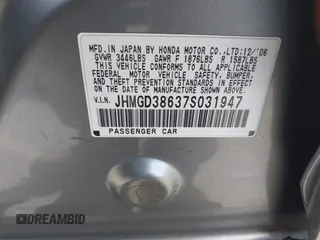 MFD. IN JAPAN BY HONDA MOTOR CO., LTD:12/'06
GVWR 3446LBS GAWR F 1876LBS R 1587LBS
THIS VEHICLE CONFORMS TO ALL APPLICABLE
FEDERAL MOTOR VEHICLE SAFETY, BUMPER,
AND THEFT PREVENTION STANDARDS IN EFFECT
ON THE DATE OF MANUFACTURE SHOWN ABOVE.
V.I.N. JHMGD38637S031947
PASSENGER CAR
DREAMBID